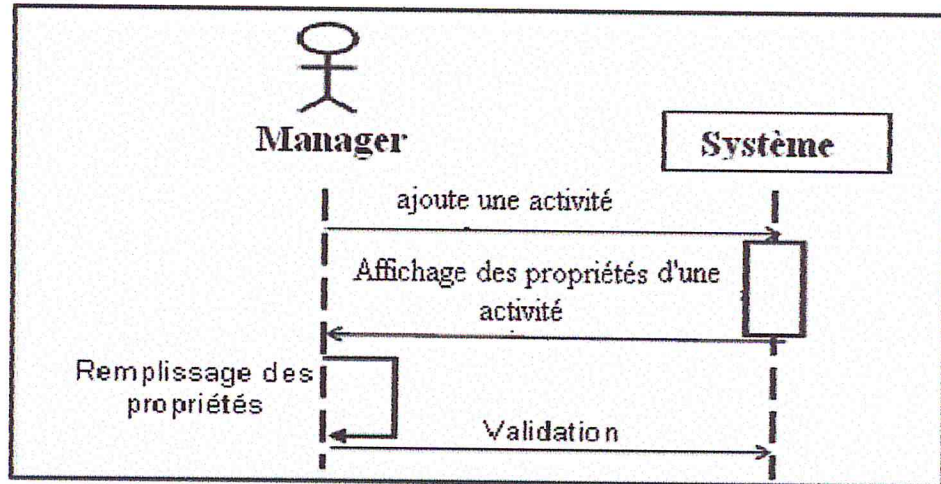 Manager
Système
ajoute une activité
Affichage des propriétés d'une
activité
Remplissage des
propriétés
Validation